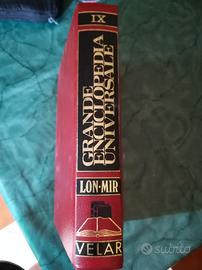 IX
GRANDE
ENCICLOPEDIA
UNIVERSALE
LON-MIR
VELAR
subito